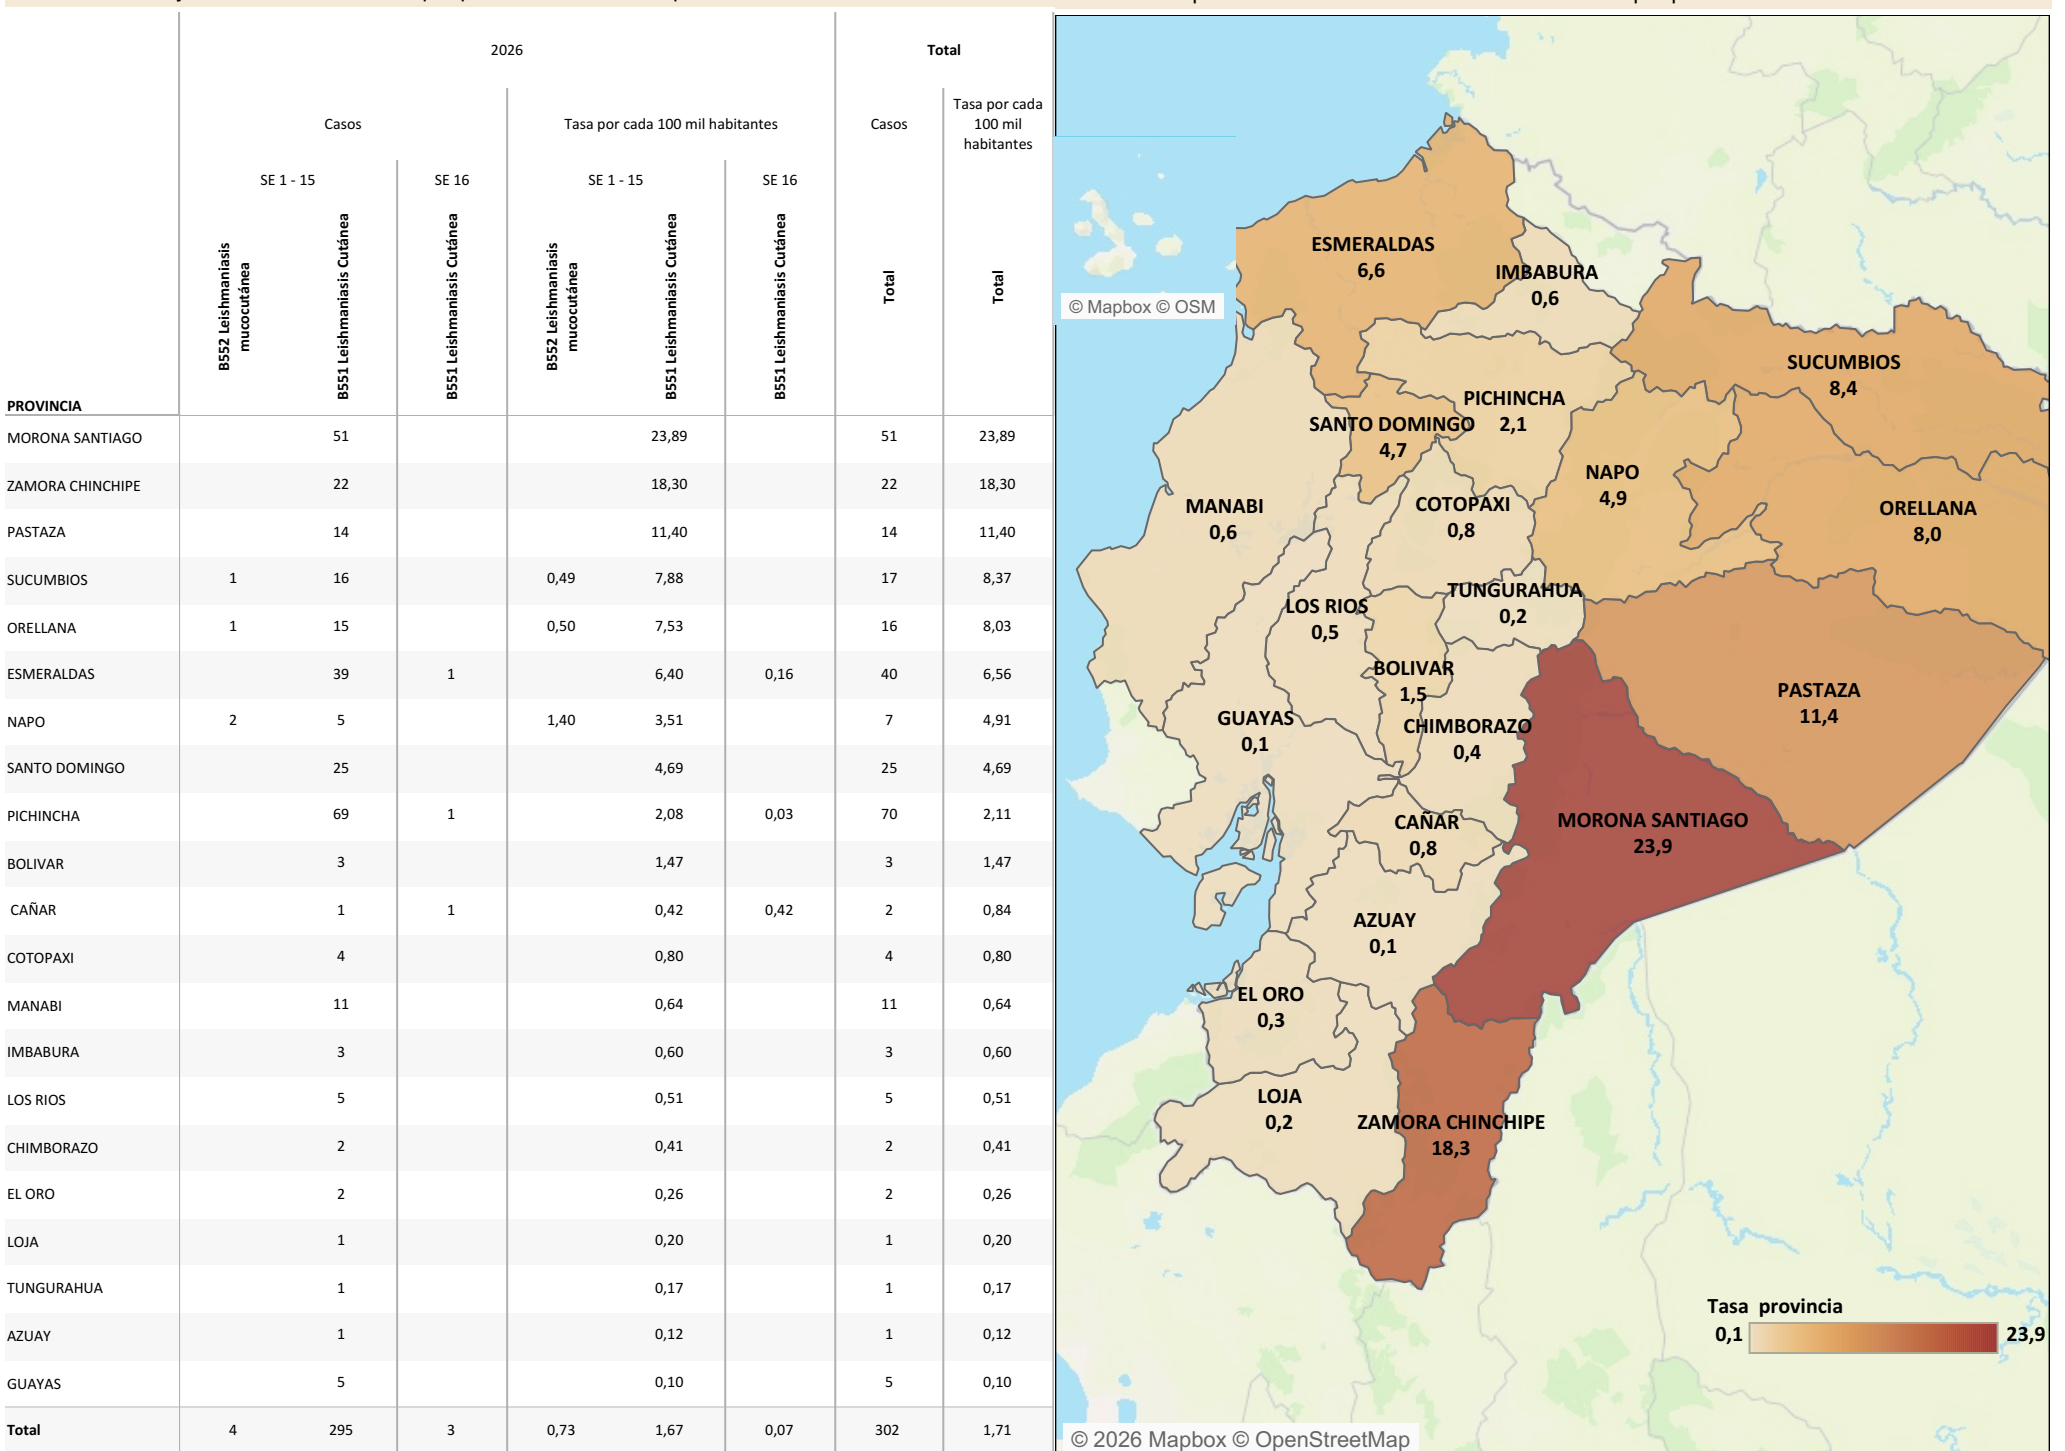 2026
Total
Casos
Tasa por cada 100 mil habitantes
Casos
Tasa por cada
100 mil
habitantes
SE 1 - 15
SE 16
SE 1 - 15
SE 16
B552 Leishmaniasis
mucocutánea
B551 Leishmaniasis Cutánea
B551 Leishmaniasis Cutánea
B552 Leishmaniasis
mucocutánea
B551 Leishmaniasis Cutánea
B551 Leishmaniasis Cutánea
Total
Total
PROVINCIA
MORONA SANTIAGO 51 23,89 51 23,89
ZAMORA CHINCHIPE 22 18,30 22 18,30
PASTAZA 14 11,40 14 11,40
SUCUMBIOS 1 16 0,49 7,88 17 8,37
ORELLANA 1 15 0,50 7,53 16 8,03
ESMERALDAS 39 1 6,40 0,16 40 6,56
NAPO 2 5 1,40 3,51 7 4,91
SANTO DOMINGO 25 4,69 25 4,69
PICHINCHA 69 1 2,08 0,03 70 2,11
BOLIVAR 3 1,47 3 1,47
CAÑAR 1 1 0,42 0,42 2 0,84
COTOPAXI 4 0,80 4 0,80
MANABI 11 0,64 11 0,64
IMBABURA 3 0,60 3 0,60
LOS RIOS 5 0,51 5 0,51
CHIMBORAZO 2 0,41 2 0,41
EL ORO 2 0,26 2 0,26
LOJA 1 0,20 1 0,20
TUNGURAHUA 1 0,17 1 0,17
AZUAY 1 0,12 1 0,12
GUAYAS 5 0,10 5 0,10
Total 4 295 3 0,73 1,67 0,07 302 1,71
ESMERALDAS
6,6
IMBABURA
0,6
© Mapbox © OSM
SUCUMBIOS
8,4
PICHINCHA
2,1
SANTO DOMINGO
4,7
NAPO
4,9
MANABI
0,6
COTOPAXI
0,8
ORELLANA
8,0
TUNGURAHUA
0,2
LOS RIOS
0,5
BOLIVAR
1,5
PASTAZA
11,4
GUAYAS
0,1
CHIMBORAZO
0,4
CAÑAR
0,8
MORONA SANTIAGO
23,9
AZUAY
0,1
EL ORO
0,3
LOJA
0,2
ZAMORA CHINCHIPE
18,3
Tasa provincia
0,1 23,9
© 2026 Mapbox © OpenStreetMap